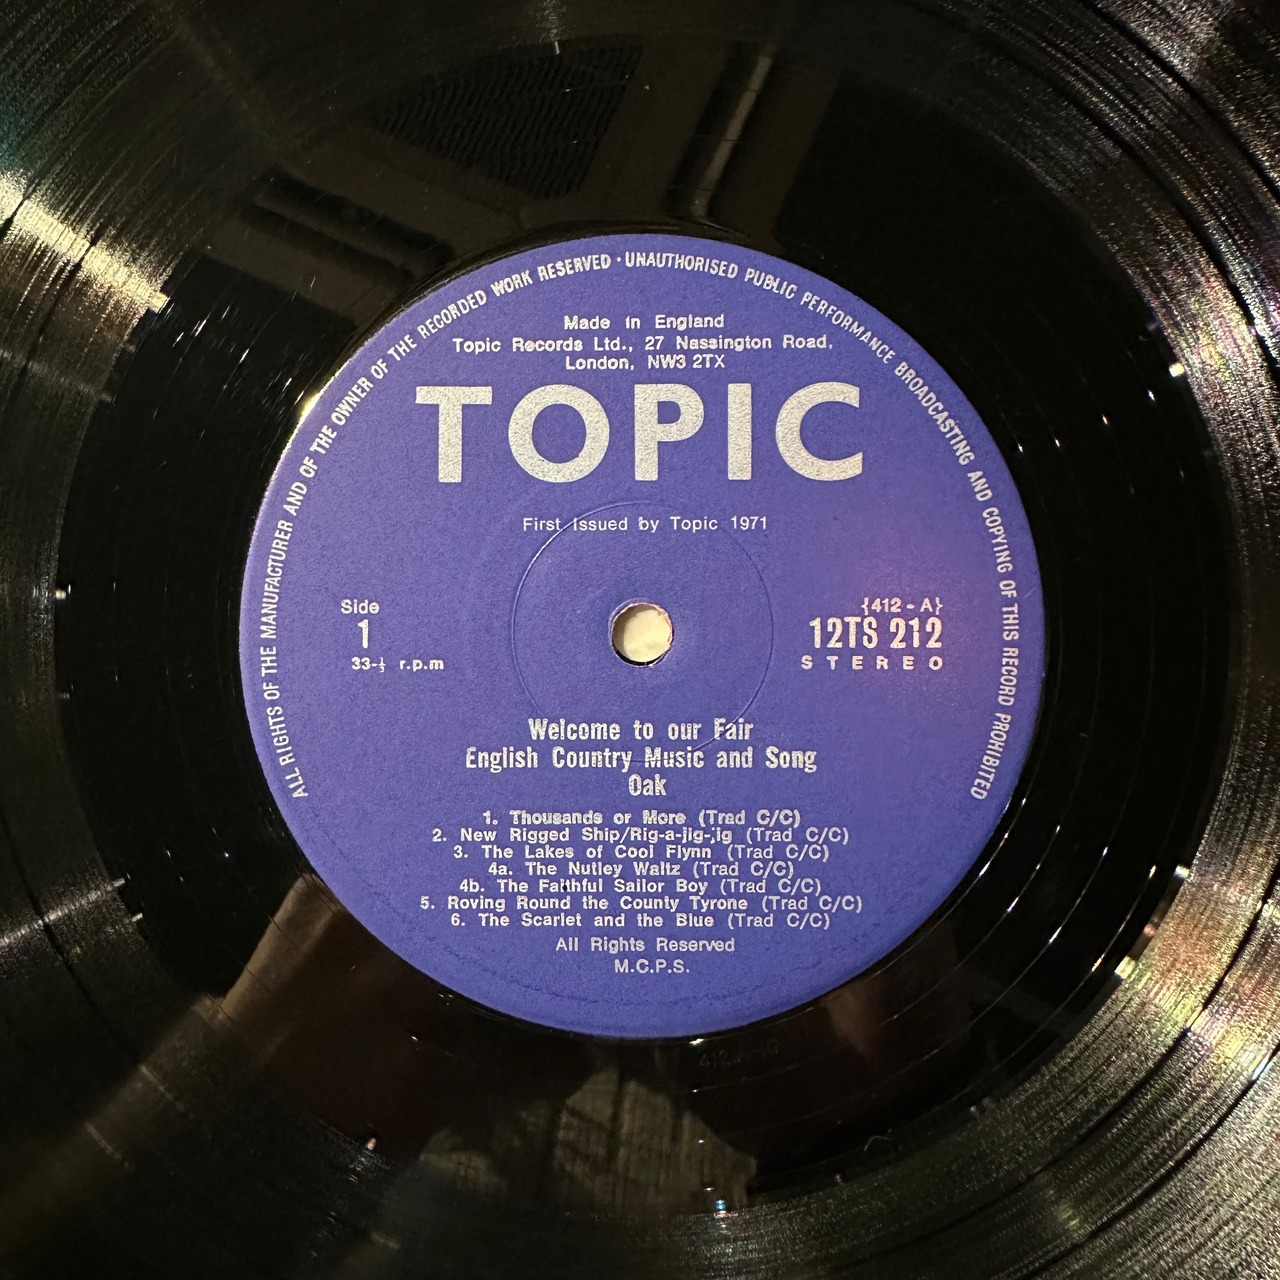 ALL RIGHTS OF THE MANUFACTURER AND OF THE OWNER OF THE RECORDED WORK RESERVED · UNAUTHORISED PUBLIC PERFORMANCE BROADCASTING AND COPYING OF THIS RECORD PROHIBITED
Made in England
Topic Records Ltd., 27 Nassington Road,
London, NW3 2TX
TOPIC
First Issued by Topic 1971
Side
1
33-⅓ r.p.m
{412 - A}
12TS 212
STEREO
Welcome to our Fair
English Country Music and Song
Oak
1. Thousands or More (Trad C/C)
2. New Rigged Ship/Rig-a-jig-jig (Trad C/C)
3. The Lakes of Cool Flynn (Trad C/C)
4a. The Nutley Waltz (Trad C/C)
4b. The Faithful Sailor Boy (Trad C/C)
5. Roving Round the County Tyrone (Trad C/C)
6. The Scarlet and the Blue (Trad C/C)
All Rights Reserved
M.C.P.S.